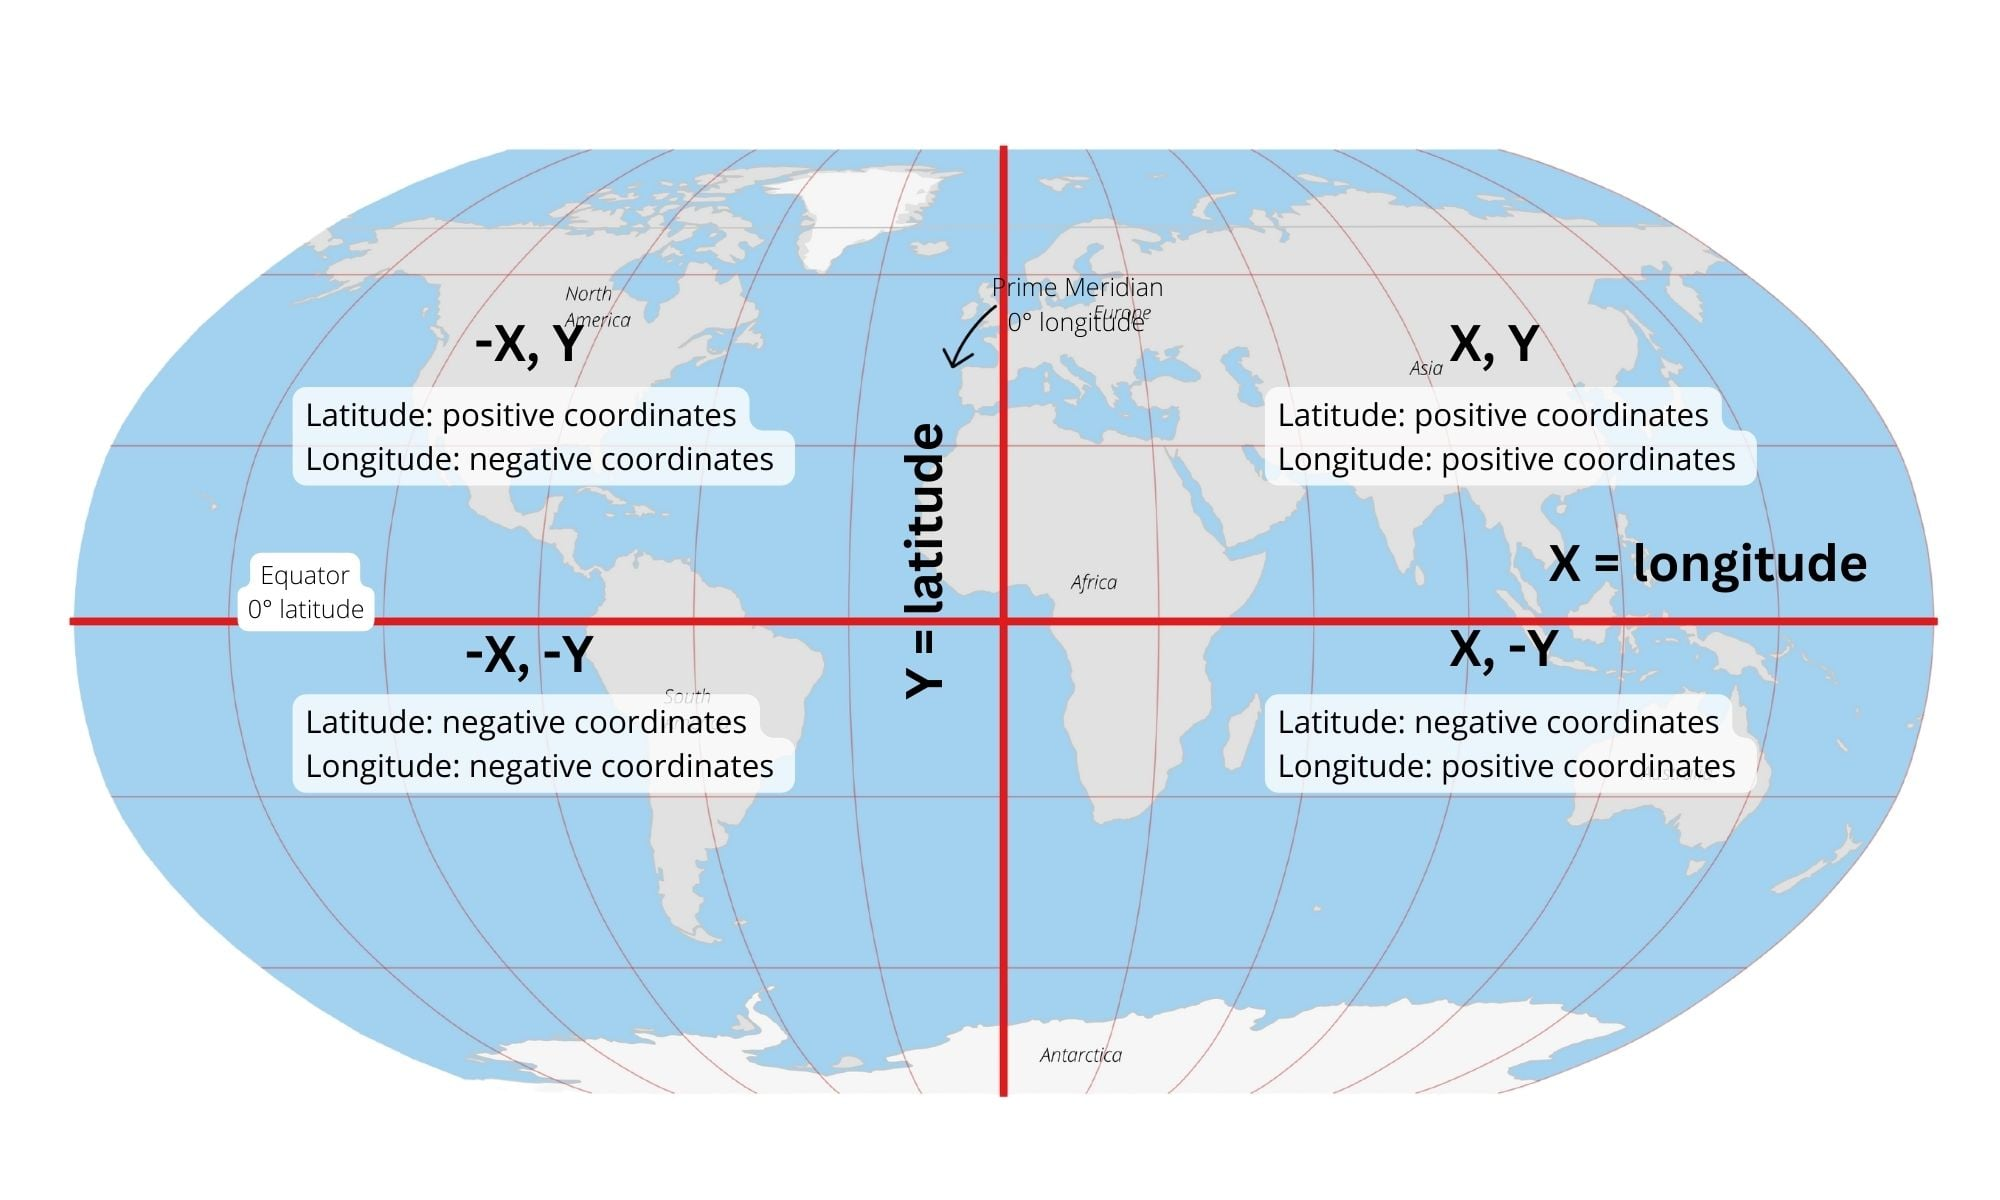 Prime Meridian
0° longitude
North
America
Europe
-X, Y
X, Y
Asia
Latitude: positive coordinates
Longitude: negative coordinates
Latitude: positive coordinates
Longitude: positive coordinates
Y = latitude
X = longitude
Equator
0° latitude
Africa
-X, -Y
X, -Y
South
Latitude: negative coordinates
Longitude: negative coordinates
Latitude: negative coordinates
Longitude: positive coordinates
Antarctica